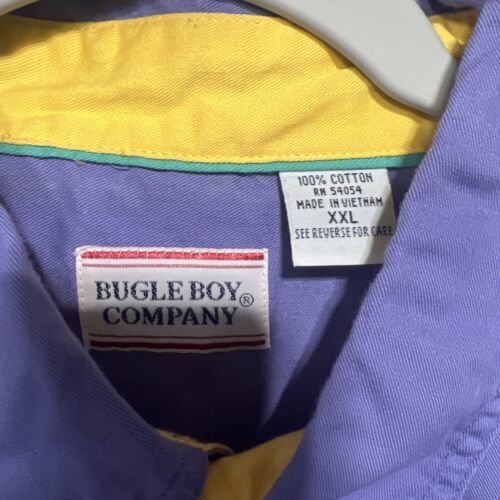 100% COTTON
RN 54054
MADE IN VIETNAM
XXL
SEE REVERSE FOR CARE
BUGLE BOY®
COMPANY